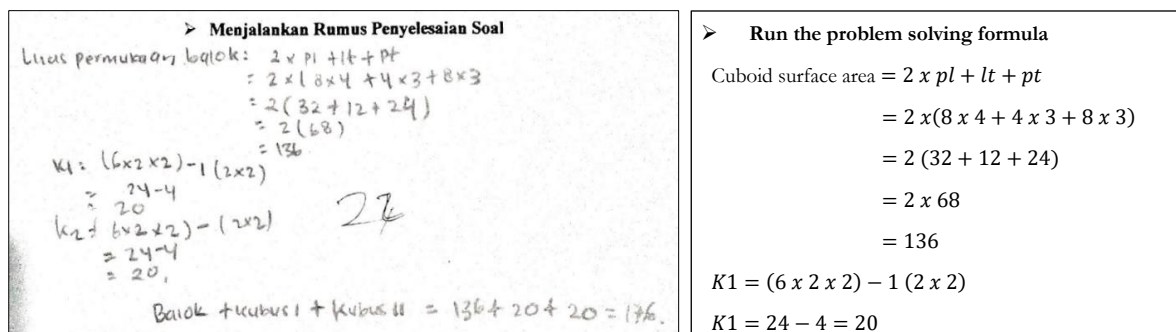 ➢ Menjalankan Rumus Penyelesaian Soal
Luas permukaan balok: 2 x pl + lt + pt
= 2 x (8x4 + 4x3 + 8x3
= 2 (32 + 12 + 24)
= 2 (68)
= 136
K1 = (6x2x2) - 1 (2x2)
= 24-4
= 20
K2 = 6x2x2) - (2x2)
= 24-4
= 20,
Balok + kubus I + kubus II = 136 + 20 + 20 = 176.
➢ Run the problem solving formula
Cuboid surface area = 2 x pl + lt + pt
= 2 x(8 x 4 + 4 x 3 + 8 x 3)
= 2 (32 + 12 + 24)
= 2 x 68
= 136
K1 = (6 x 2 x 2) − 1 (2 x 2)
K1 = 24 − 4 = 20